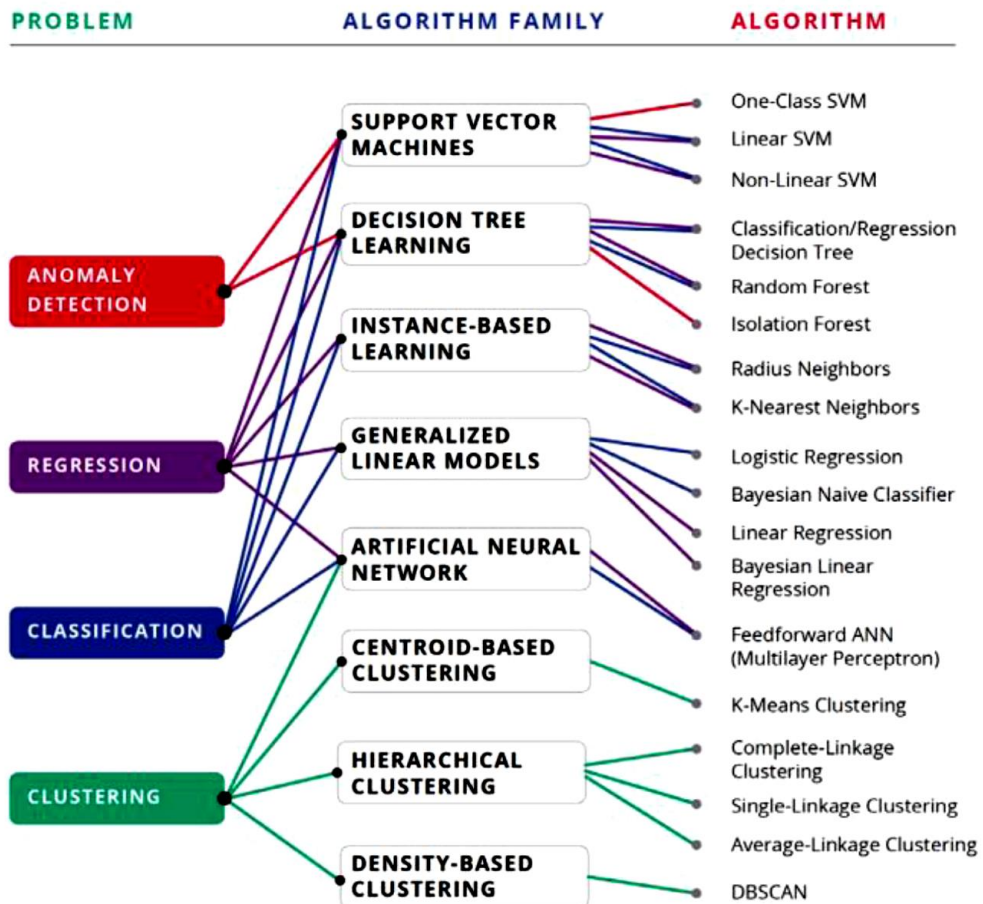 PROBLEM
ALGORITHM FAMILY
ALGORITHM
ANOMALY
DETECTION
REGRESSION
CLASSIFICATION
CLUSTERING
SUPPORT VECTOR
MACHINES
DECISION TREE
LEARNING
INSTANCE-BASED
LEARNING
GENERALIZED
LINEAR MODELS
ARTIFICIAL NEURAL
NETWORK
CENTROID-BASED
CLUSTERING
HIERARCHICAL
CLUSTERING
DENSITY-BASED
CLUSTERING
One-Class SVM
Linear SVM
Non-Linear SVM
Classification/Regression
Decision Tree
Random Forest
Isolation Forest
Radius Neighbors
K-Nearest Neighbors
Logistic Regression
Bayesian Naive Classifier
Linear Regression
Bayesian Linear
Regression
Feedforward ANN
(Multilayer Perceptron)
K-Means Clustering
Complete-Linkage
Clustering
Single-Linkage Clustering
Average-Linkage Clustering
DBSCAN